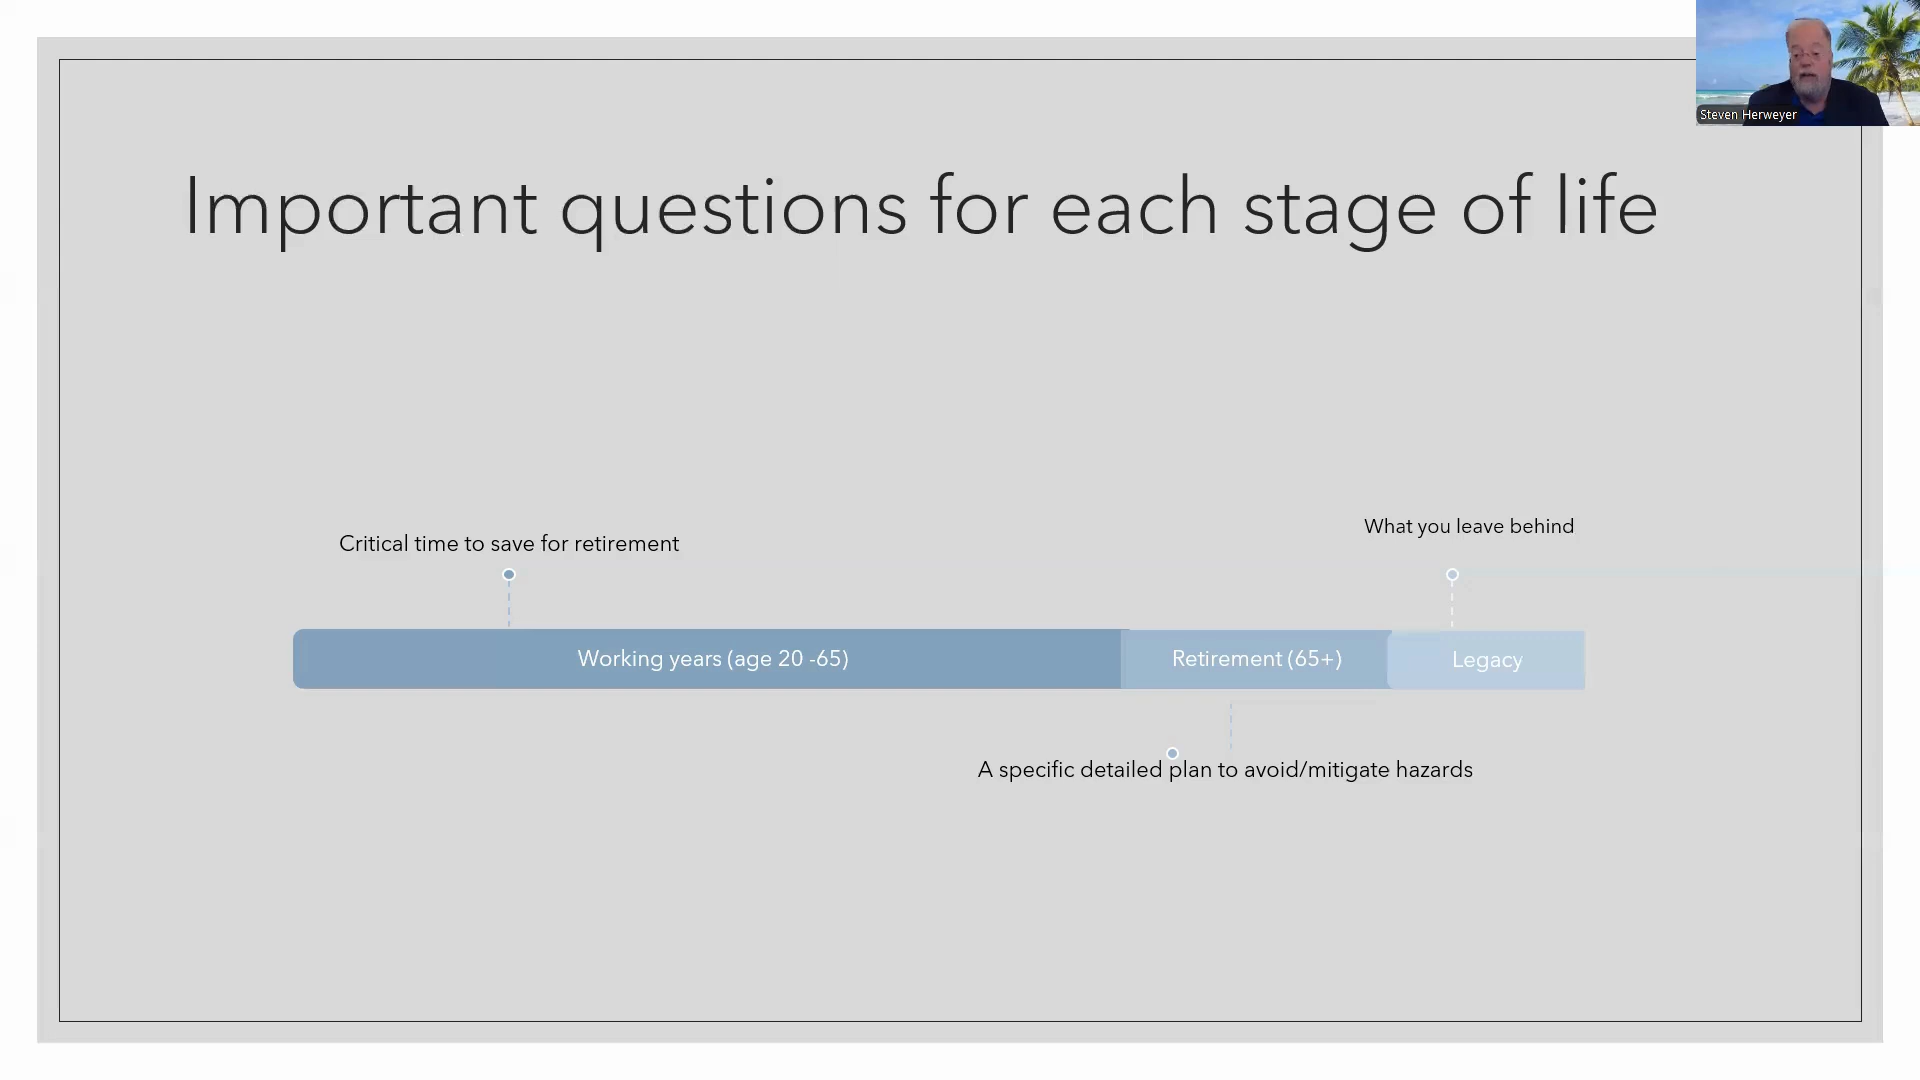 Steven Herweyer
Important questions for each stage of life
Critical time to save for retirement
What you leave behind
Working years (age 20 -65)
Retirement (65+)
Legacy
A specific detailed plan to avoid/mitigate hazards